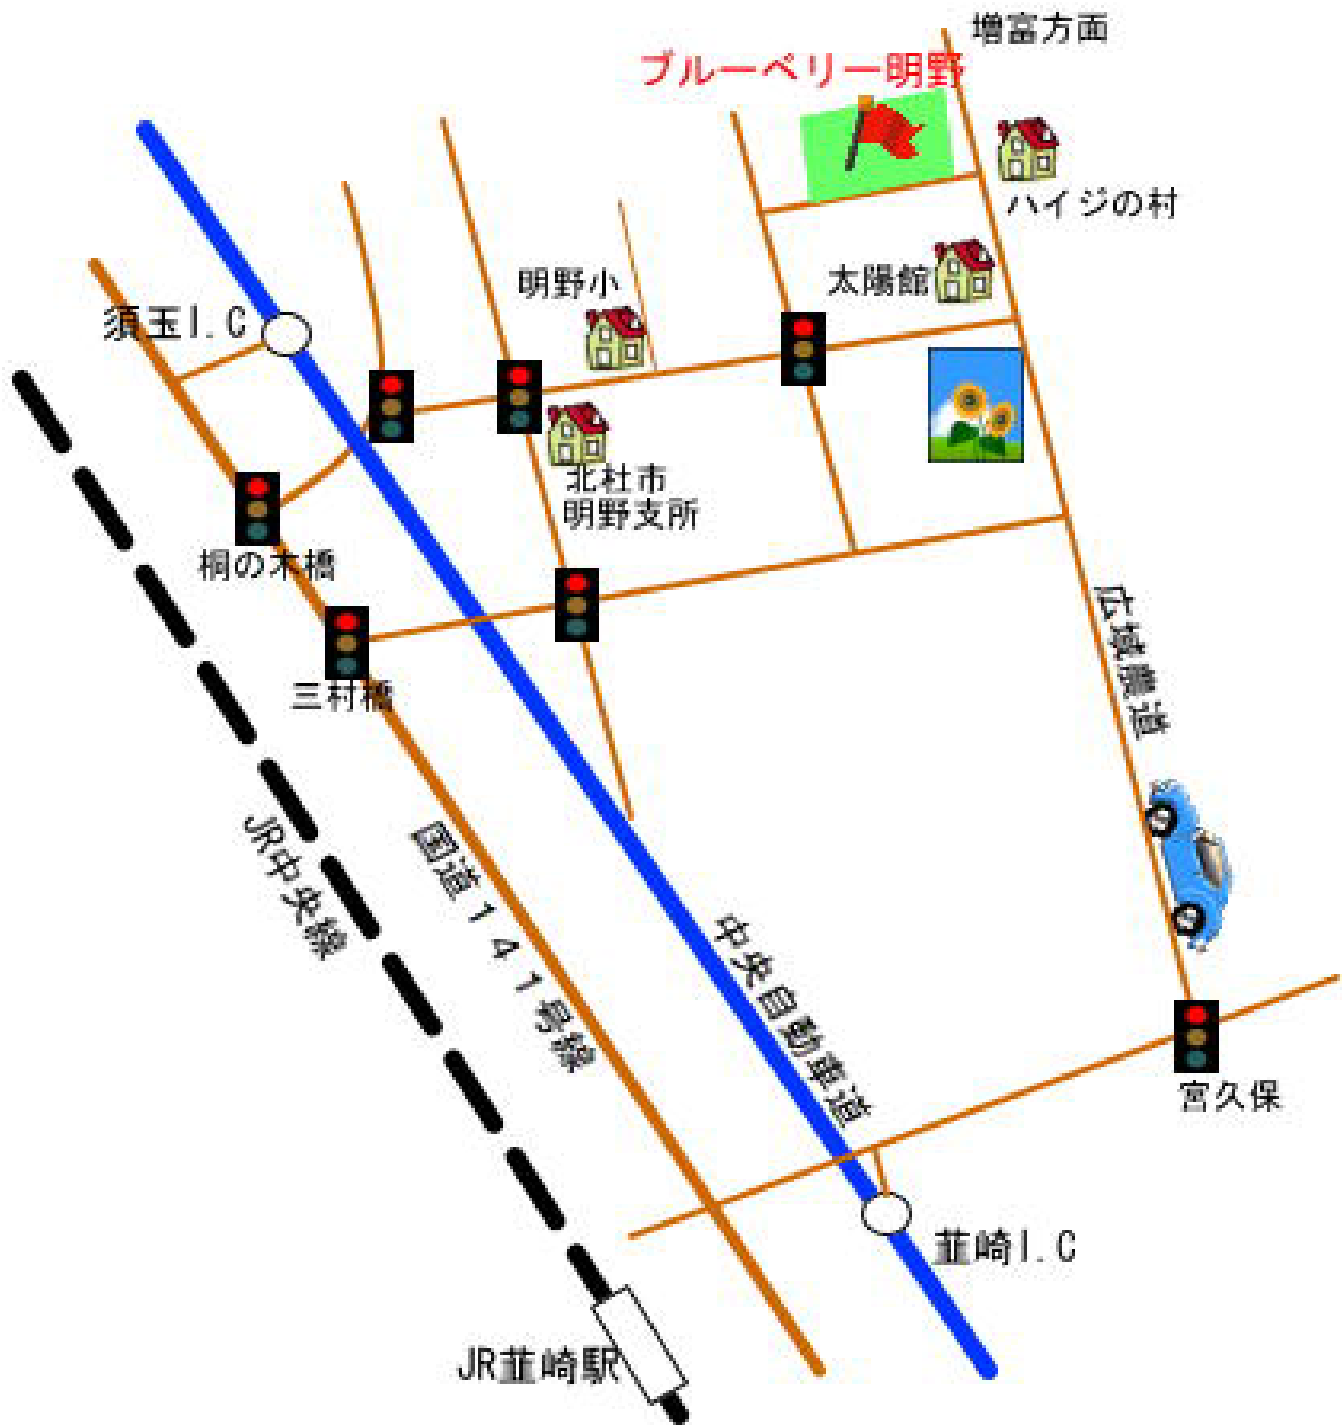 増富方面
ブルーベリー明野
ハイジの村
太陽館
明野小
須玉I.C
北杜市
明野支所
桐の木橋
三村橋
広域農道
JR中央線
国道141号線
中央自動車道
宮久保
韮崎I.C
JR韮崎駅